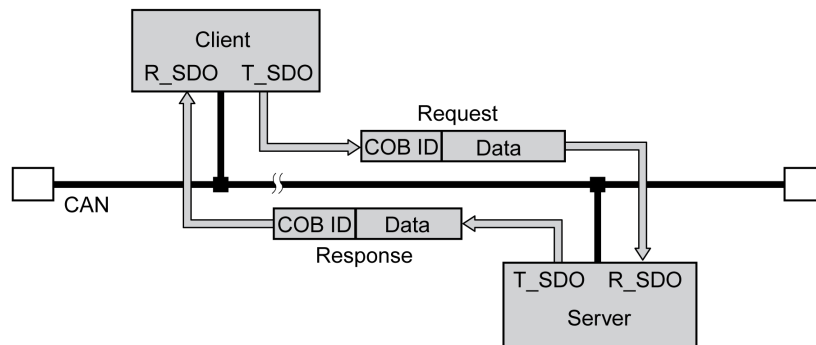 Client
R_SDO T_SDO
Request
COB ID Data
CAN
COB ID Data
Response
T_SDO R_SDO
Server